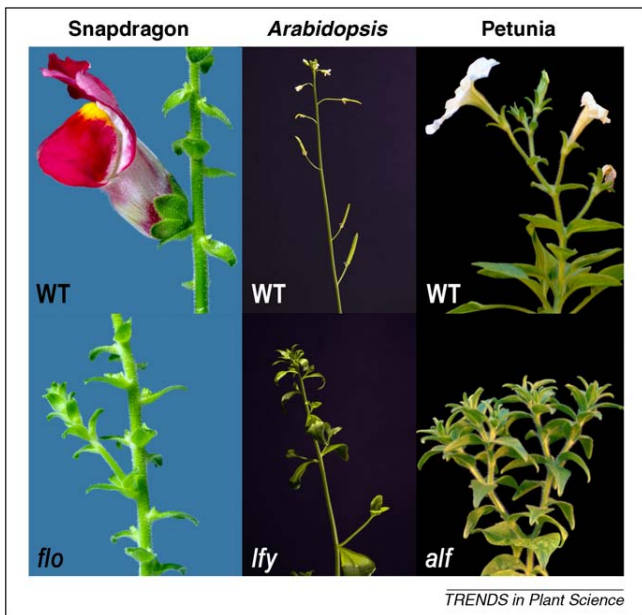 Snapdragon Arabidopsis Petunia
WT WT WT
flo lfy alf
TRENDS in Plant Science